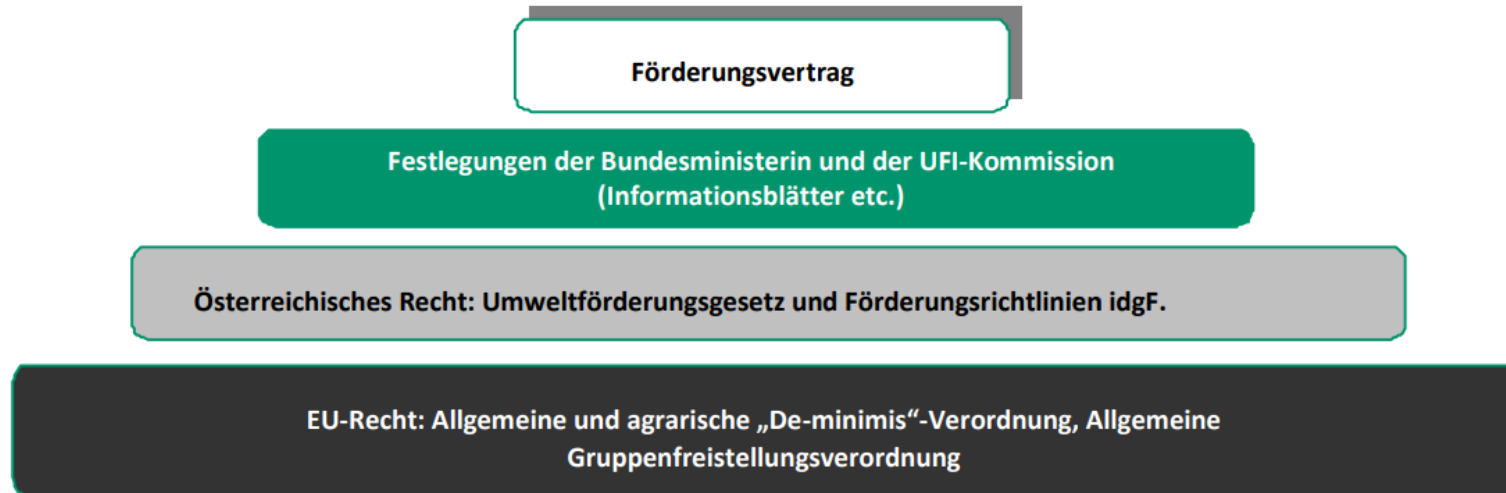 Förderungsvertrag
Festlegungen der Bundesministerin und der UFI-Kommission
(Informationsblätter etc.)
Österreichisches Recht: Umweltförderungsgesetz und Förderungsrichtlinien idgF.
EU-Recht: Allgemeine und agrarische „De-minimis“-Verordnung, Allgemeine
Gruppenfreistellungsverordnung